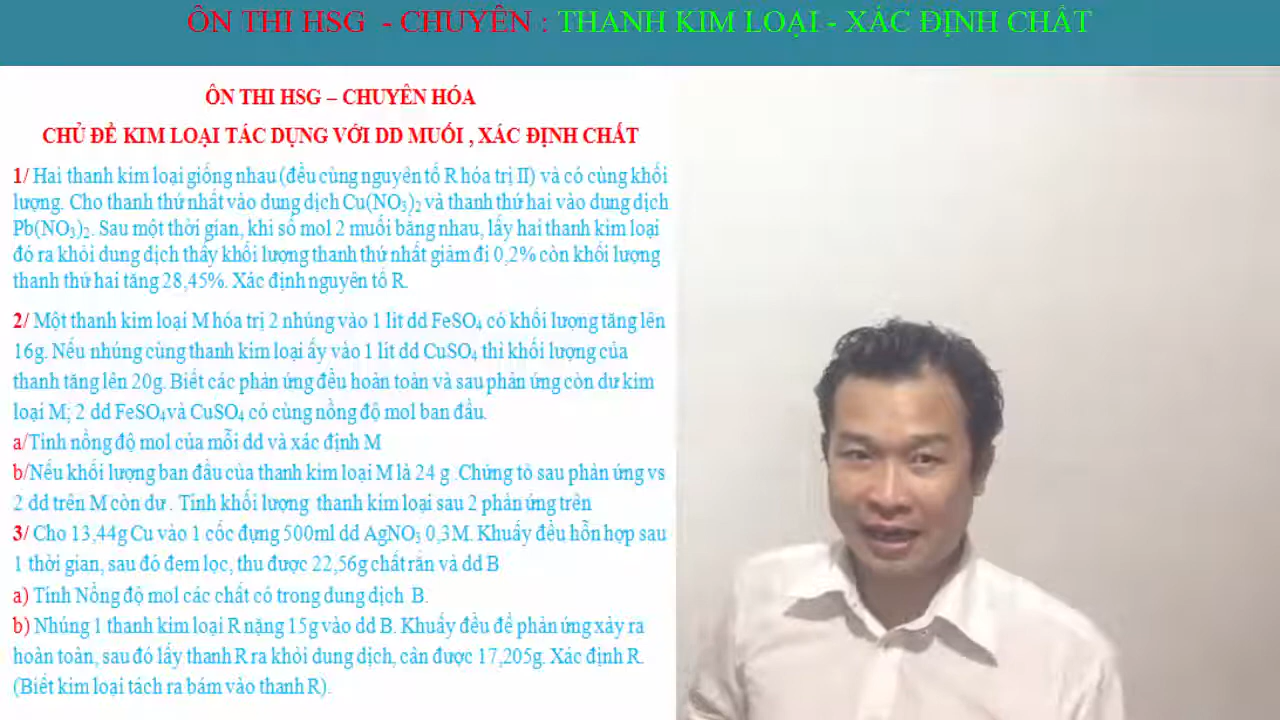 ÔN THI HSG - CHUYÊN : THANH KIM LOẠI - XÁC ĐỊNH CHẤT
ÔN THI HSG – CHUYÊN HÓA
CHỦ ĐỀ KIM LOẠI TÁC DỤNG VỚI DD MUỐI , XÁC ĐỊNH CHẤT
1/ Hai thanh kim loại giống nhau (đều cùng nguyên tố R hóa trị II) và có cùng khối
lượng. Cho thanh thứ nhất vào dung dịch Cu(NO₃)₂ và thanh thứ hai vào dung dịch
Pb(NO₃)₂. Sau một thời gian, khi số mol 2 muối bằng nhau, lấy hai thanh kim loại
đó ra khỏi dung dịch thấy khối lượng thanh thứ nhất giảm đi 0,2% còn khối lượng
thanh thứ hai tăng 28,45%. Xác định nguyên tố R.
2/ Một thanh kim loại M hóa trị 2 nhúng vào 1 lit dd FeSO₄ có khối lượng tăng lên
16g. Nếu nhúng cùng thanh kim loại ấy vào 1 lít dd CuSO₄ thì khối lượng của
thanh tăng lên 20g. Biết các phản ứng đều hoàn toàn và sau phản ứng còn dư kim
loại M; 2 dd FeSO₄và CuSO₄ có cùng nồng độ mol ban đầu.
a/Tính nồng độ mol của mỗi dd và xác định M
b/Nếu khối lượng ban đầu của thanh kim loại M là 24 g .Chứng tỏ sau phản ứng vs
2 dd trên M còn dư . Tính khối lượng thanh kim loại sau 2 phản ứng trên
3/ Cho 13,44g Cu vào 1 cốc đựng 500ml dd AgNO₃ 0,3M. Khuấy đều hỗn hợp sau
1 thời gian, sau đó đem lọc, thu được 22,56g chất rắn và dd B
a) Tính Nồng độ mol các chất có trong dung dịch B.
b) Nhúng 1 thanh kim loại R nặng 15g vào dd B. Khuấy đều để phản ứng xảy ra
hoàn toàn, sau đó lấy thanh R ra khỏi dung dịch, cân được 17,205g. Xác định R.
(Biết kim loại tách ra bám vào thanh R).